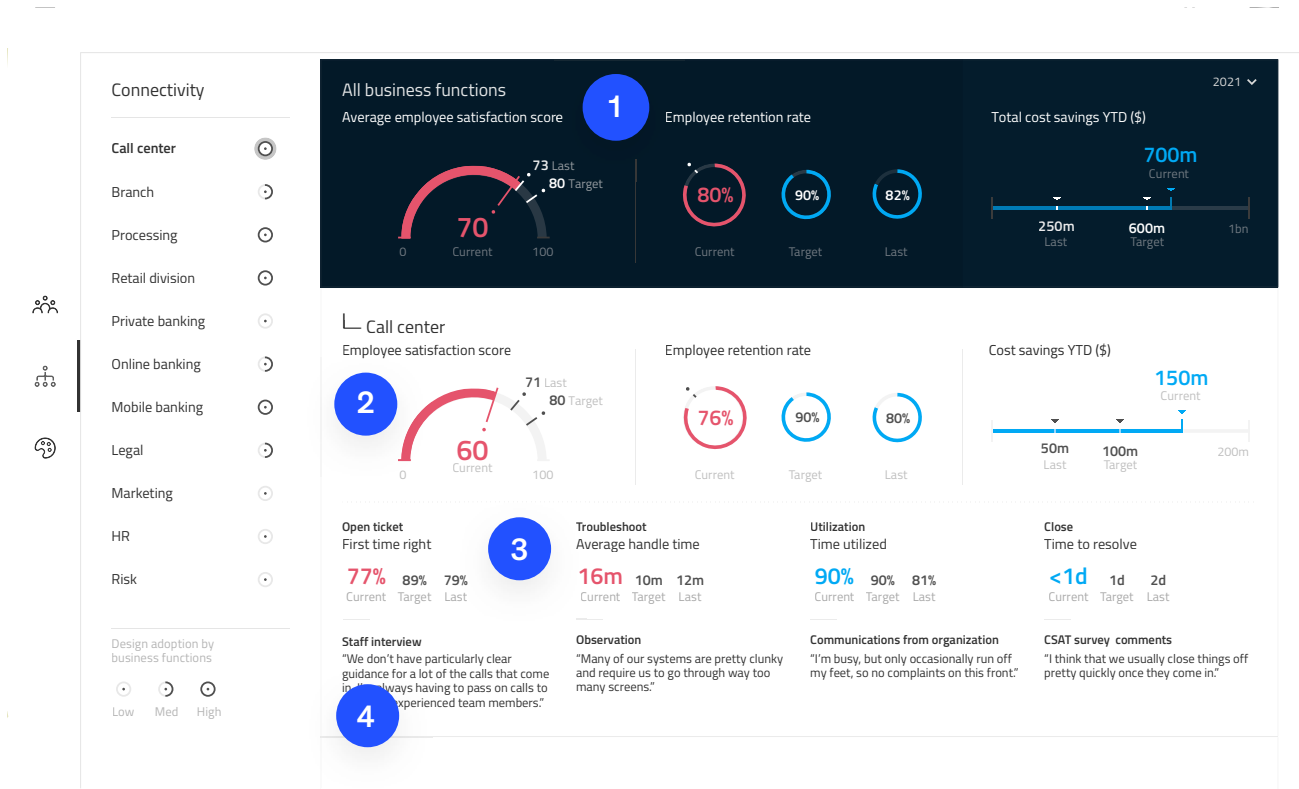 Connectivity
Call center
Branch
Processing
Retail division
Private banking
Online banking
Mobile banking
Legal
Marketing
HR
Risk
Design adoption by
business functions
Low Med High
All business functions
2021
1
Average employee satisfaction score
73 Last
80 Target
70
Current
0
100
Employee retention rate
80% 90% 82%
Current Target Last
Total cost savings YTD ($)
700m
Current
250m
Last
600m
Target
1bn
Call center
2
Employee satisfaction score
71 Last
80 Target
60
Current
0
100
Employee retention rate
76% 90% 80%
Current Target Last
Cost savings YTD ($)
150m
Current
50m
Last
100m
Target
200m
3
Open ticket
First time right
77% 89% 79%
Current Target Last
Troubleshoot
Average handle time
16m 10m 12m
Current Target Last
Utilization
Time utilized
90% 90% 81%
Current Target Last
Close
Time to resolve
<1d 1d 2d
Current Target Last
Staff interview
“We don’t have particularly clear
guidance for a lot of the calls that come
always having to pass on calls to
experienced team members.”
4
Observation
“Many of our systems are pretty clunky
and require us to go through way too
many screens.”
Communications from organization
“I’m busy, but only occasionally run off
my feet, so no complaints on this front.”
CSAT survey comments
“I think that we usually close things off
pretty quickly once they come in.”